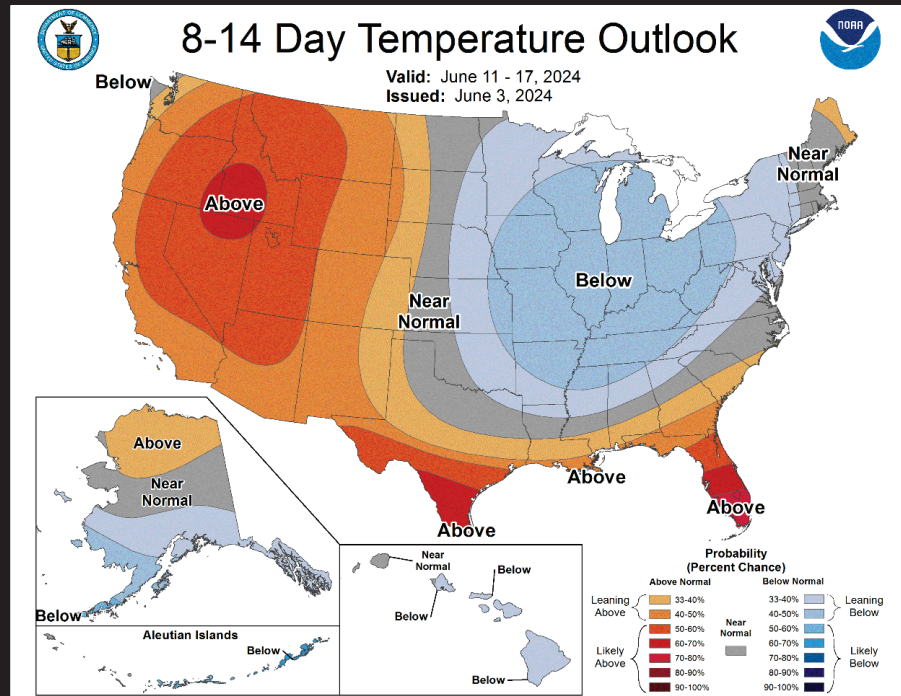 8-14 Day Temperature Outlook
Valid: June 11 - 17, 2024
Issued: June 3, 2024
NOAA
Below
Above
Near
Normal
Below
Near
Normal
Above
Above
Above
Above
Near
Normal
Below
Aleutian Islands
Below
Near
Normal
Below
Below
Below
Probability
(Percent Chance)
Above Normal
Below Normal
Leaning
Above
33-40%
40-50%
50-60%
60-70%
70-80%
80-90%
90-100%
Likely
Above
Near
Normal
33-40%
40-50%
50-60%
60-70%
70-80%
80-90%
90-100%
Leaning
Below
Likely
Below